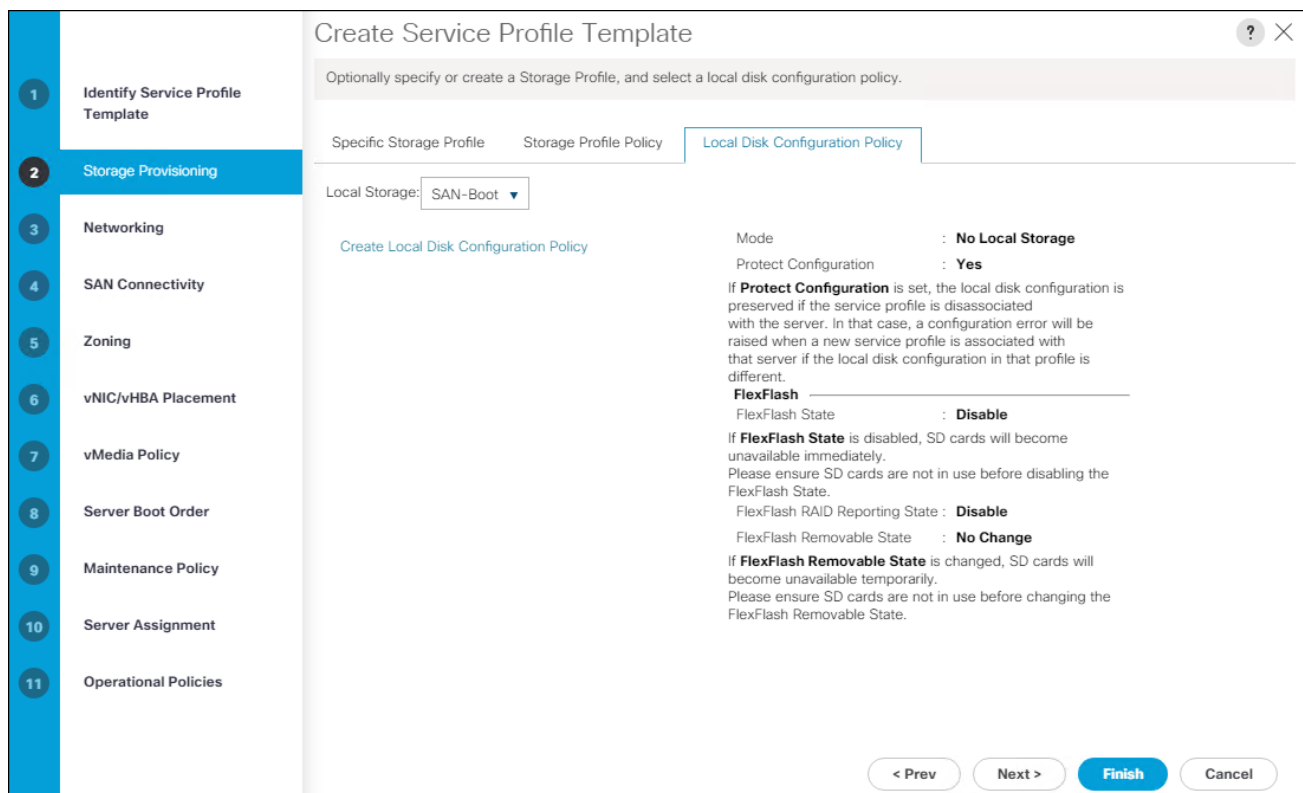 Create Service Profile Template
?
Optionally specify or create a Storage Profile, and select a local disk configuration policy.
1
Identify Service Profile
Template
2
Storage Provisioning
3
Networking
4
SAN Connectivity
5
Zoning
6
vNIC/vHBA Placement
7
vMedia Policy
8
Server Boot Order
9
Maintenance Policy
10
Server Assignment
11
Operational Policies
Specific Storage Profile
Storage Profile Policy
Local Disk Configuration Policy
Local Storage: SAN-Boot
Create Local Disk Configuration Policy
Mode : No Local Storage
Protect Configuration : Yes
If Protect Configuration is set, the local disk configuration is
preserved if the service profile is disassociated
with the server. In that case, a configuration error will be
raised when a new service profile is associated with
that server if the local disk configuration in that profile is
different.
FlexFlash
FlexFlash State : Disable
If FlexFlash State is disabled, SD cards will become
unavailable immediately.
Please ensure SD cards are not in use before disabling the
FlexFlash State.
FlexFlash RAID Reporting State : Disable
FlexFlash Removable State : No Change
If FlexFlash Removable State is changed, SD cards will
become unavailable temporarily.
Please ensure SD cards are not in use before changing the
FlexFlash Removable State.
< Prev
Next >
Finish
Cancel